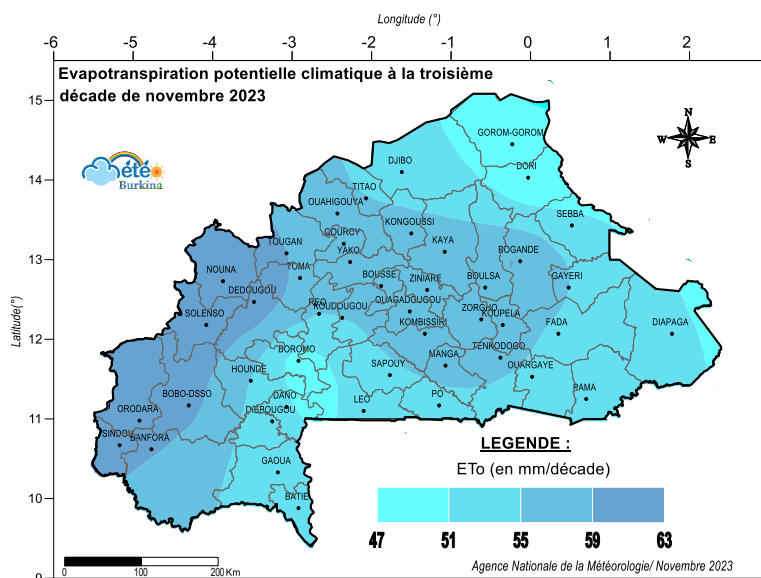 Longitude (°)
-6 -5 -4 -3 -2 -1 0 1 2
Evapotranspiration potentielle climatique à la troisième
décade de novembre 2023
15
14
13
12
11
10
9
Latitude(°)
N
W E
S
été
Burkina
GOROM-GOROM
DORI
DJIBO
TITAO
OUAHIGOUYA
SEBBA
KONGOUSSI
GOURCY
TOUGAN
KAYA
YAKO
BOGANDE
NOUNA
TOMA
BOUSSE
ZINIARE
BOULSA
GAYERI
DEDOUGOU
REO
KOUDOUGOU
OUAGADOUGOU
ZORGHO
KOUPELA
SOLENSO
KOMBISSIRI
FADA
DIAPAGA
BOROMO
MANGA
TENKODOGO
HOUNDE
SAPOUY
OUARGAYE
BOBO-DSSO
DANO
LEO
PO
PAMA
ORODARA
DIEBOUGOU
SINDOU
BANFORA
GAOUA
BATIE
LEGENDE :
ETo (en mm/décade)
47 51 55 59 63
0 100 200 Km
Agence Nationale de la Météorologie/ Novembre 2023